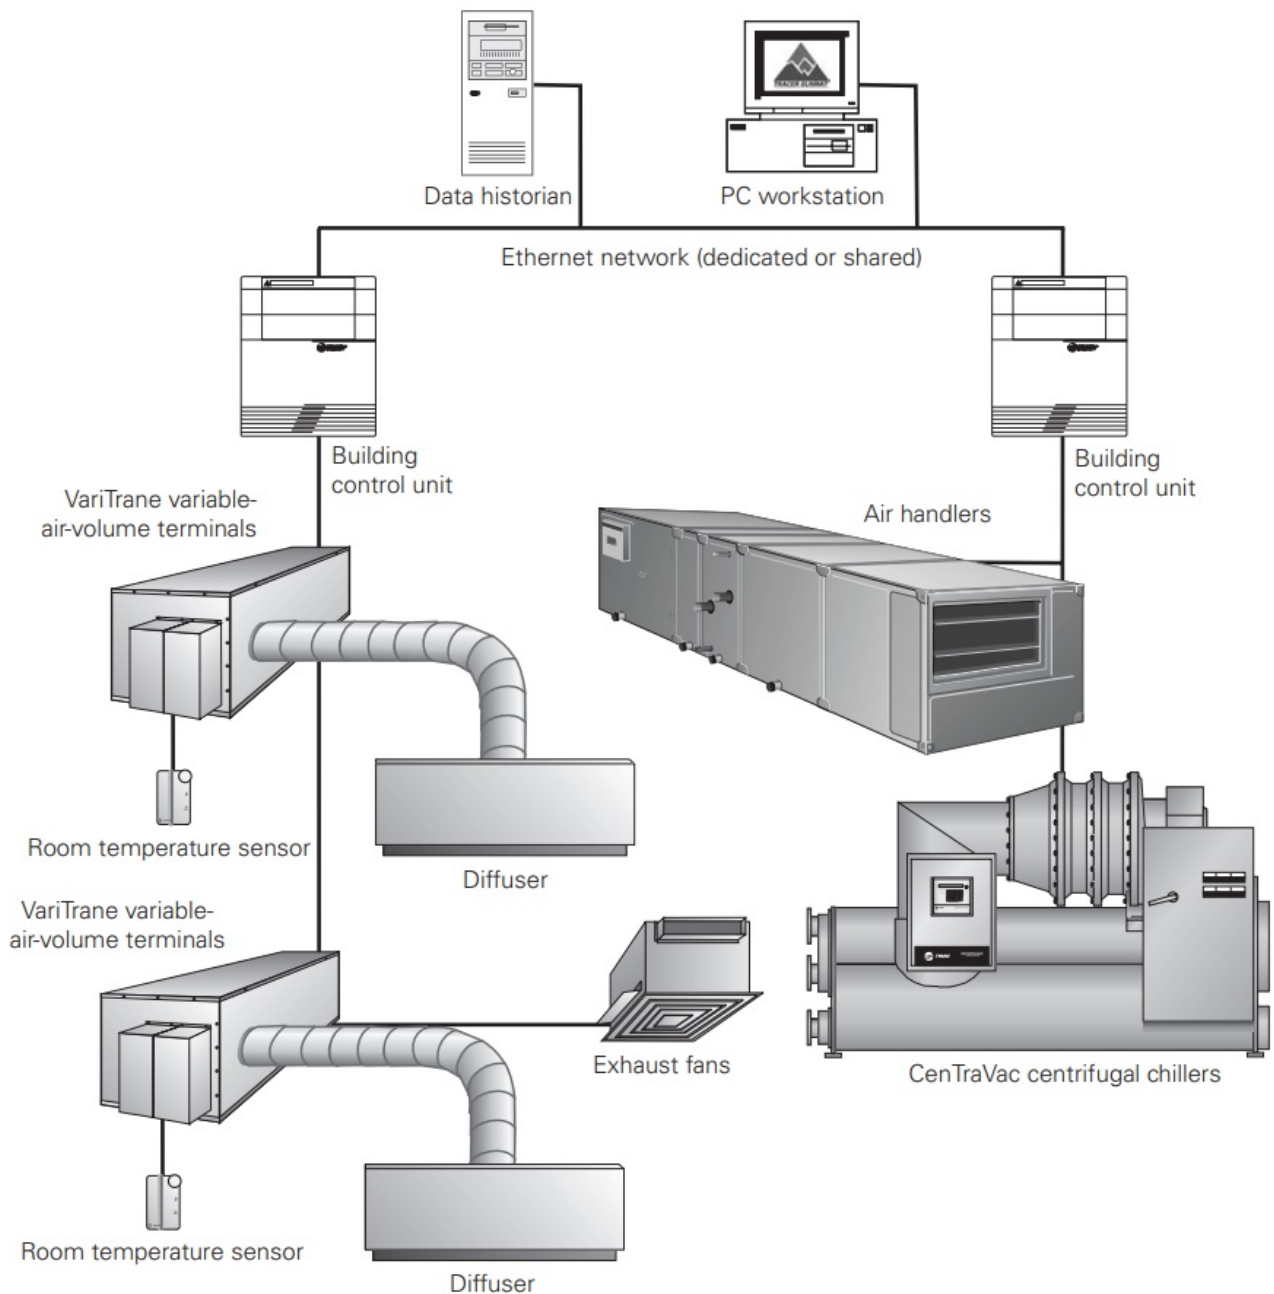 TRACER SUMMIT
Data historian
PC workstation
Ethernet network (dedicated or shared)
Building
control unit
Building
control unit
VariTrane variable-
air-volume terminals
Air handlers
Room temperature sensor
Diffuser
VariTrane variable-
air-volume terminals
Exhaust fans
CenTraVac centrifugal chillers
Room temperature sensor
Diffuser